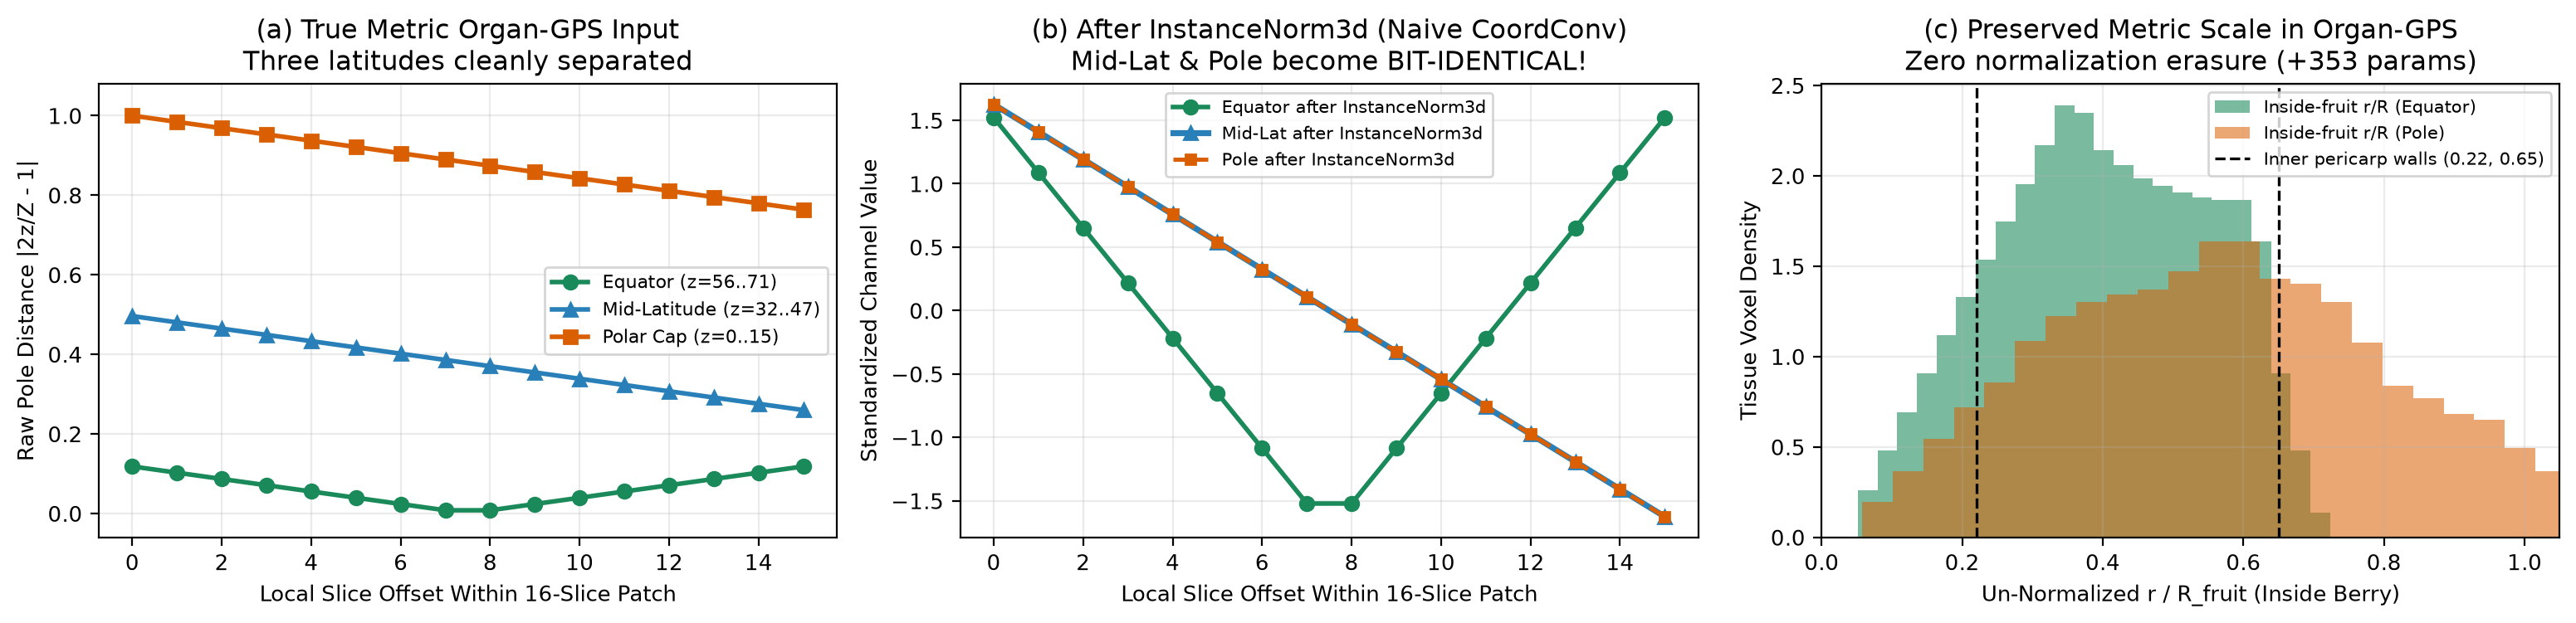 (a) True Metric Organ-GPS Input
Three latitudes cleanly separated
Raw Pole Distance |2z/Z - 1|
1.0
0.8
0.6
0.4
0.2
0.0
Equator (z=56..71)
Mid-Latitude (z=32..47)
Polar Cap (z=0..15)
0 2 4 6 8 10 12 14
Local Slice Offset Within 16-Slice Patch
(b) After InstanceNorm3d (Naive CoordConv)
Mid-Lat & Pole become BIT-IDENTICAL!
Standardized Channel Value
1.5
1.0
0.5
0.0
−0.5
−1.0
−1.5
Equator after InstanceNorm3d
Mid-Lat after InstanceNorm3d
Pole after InstanceNorm3d
0 2 4 6 8 10 12 14
Local Slice Offset Within 16-Slice Patch
(c) Preserved Metric Scale in Organ-GPS
Zero normalization erasure (+353 params)
Tissue Voxel Density
2.5
2.0
1.5
1.0
0.5
0.0
Inside-fruit r/R (Equator)
Inside-fruit r/R (Pole)
Inner pericarp walls (0.22, 0.65)
0.0 0.2 0.4 0.6 0.8 1.0
Un-Normalized r / R_fruit (Inside Berry)